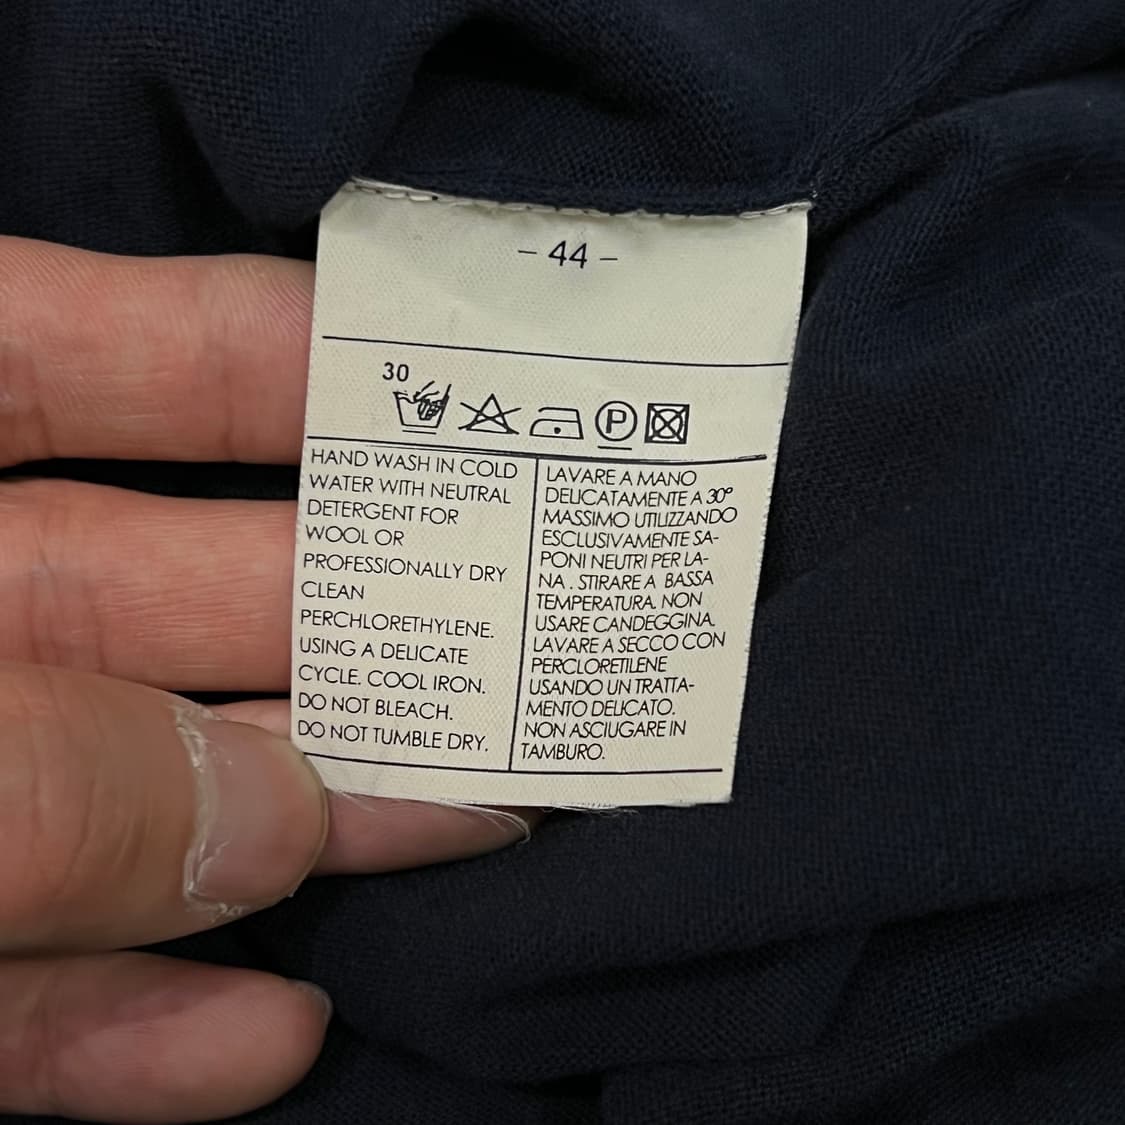 - 44 -
30
P
HAND WASH IN COLD
WATER WITH NEUTRAL
DETERGENT FOR
WOOL OR
PROFESSIONALLY DRY
CLEAN
PERCHLORETHYLENE.
USING A DELICATE
CYCLE. COOL IRON.
DO NOT BLEACH.
DO NOT TUMBLE DRY.
LAVARE A MANO
DELICATAMENTE A 30°
MASSIMO UTILIZZANDO
ESCLUSIVAMENTE SA-
PONI NEUTRI PER LA-
NA . STIRARE A BASSA
TEMPERATURA. NON
USARE CANDEGGINA.
LAVARE A SECCO CON
PERCLORETILENE
USANDO UN TRATTA-
MENTO DELICATO.
NON ASCIUGARE IN
TAMBURO.